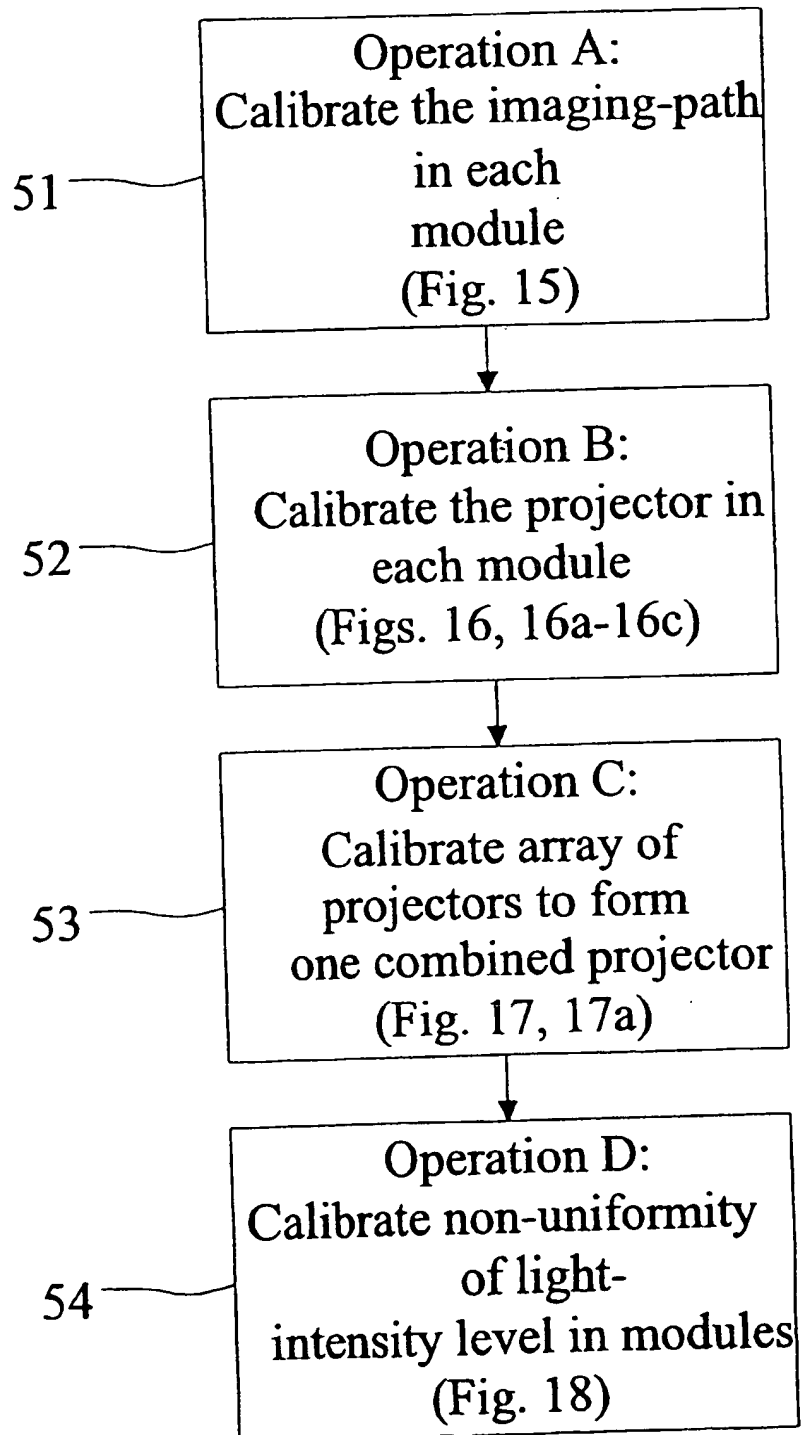 Operation A:
Calibrate the imaging-path
in each
module
(Fig. 15)
51
Operation B:
Calibrate the projector in
each module
(Figs. 16, 16a-16c)
52
Operation C:
Calibrate array of
projectors to form
one combined projector
(Fig. 17, 17a)
53
Operation D:
Calibrate non-uniformity
of light-
intensity level in modules
(Fig. 18)
54